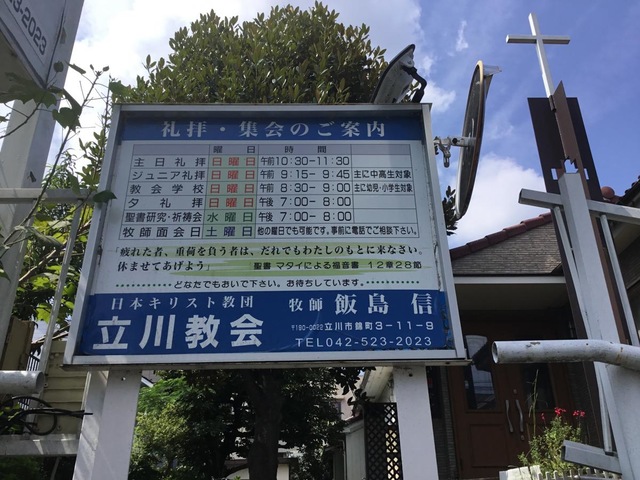 023-2023
礼拝・集会のご案内
曜日 時間
主日礼拝 日曜日 午前10:30-11:30
ジュニア礼拝 日曜日 午前 9:15-9:45 主に中高生対象
教会学校 日曜日 午前 8:30-9:00 主に幼児・小学生対象
夕礼拝 日曜日 午後 7:00-8:00
聖書研究・祈祷会 水曜日 午後 7:00-8:00
牧師面会日 土曜日 他の曜日でも可能です。事前に電話でご相談下さい。
「疲れた者、重荷を負う者は、だれでもわたしのもとに来なさい。
休ませてあげよう」 聖書 マタイによる福音書 12章28節
どなたでもおいで下さい。お待ちしています。
日本キリスト教団 牧師 飯島 信
立川教会
〒190-0022 立川市錦町3-11-9
TEL042-523-2023